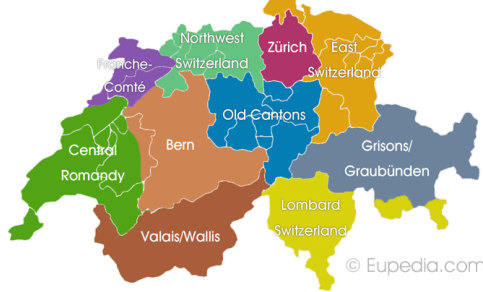 Northwest
Switzerland
Zürich
East
Switzerland
Franche-
Comté
Old Cantons
Bern
Central
Romandy
Grisons/
Graubünden
Lombard
Switzerland
Valais/Wallis
© Eupedia.com